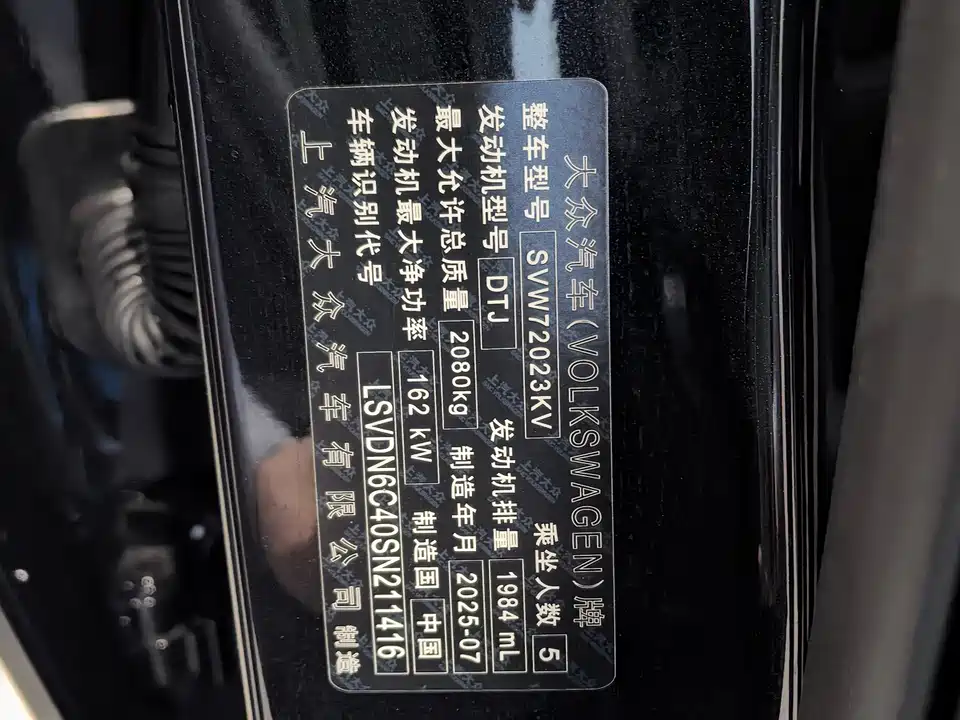 大众汽车(VOLKSWAGEN)牌
整车型号 SVW72023KV 乘坐人数 5
发动机型号 DTJ 发动机排量 1984 mL
最大允许总质量 2080kg 制造年月 2025-07
发动机最大净功率 162 kW 制造国 中国
车辆识别代号 LSVDN6C40SN211416
上汽大众汽车有限公司 制造